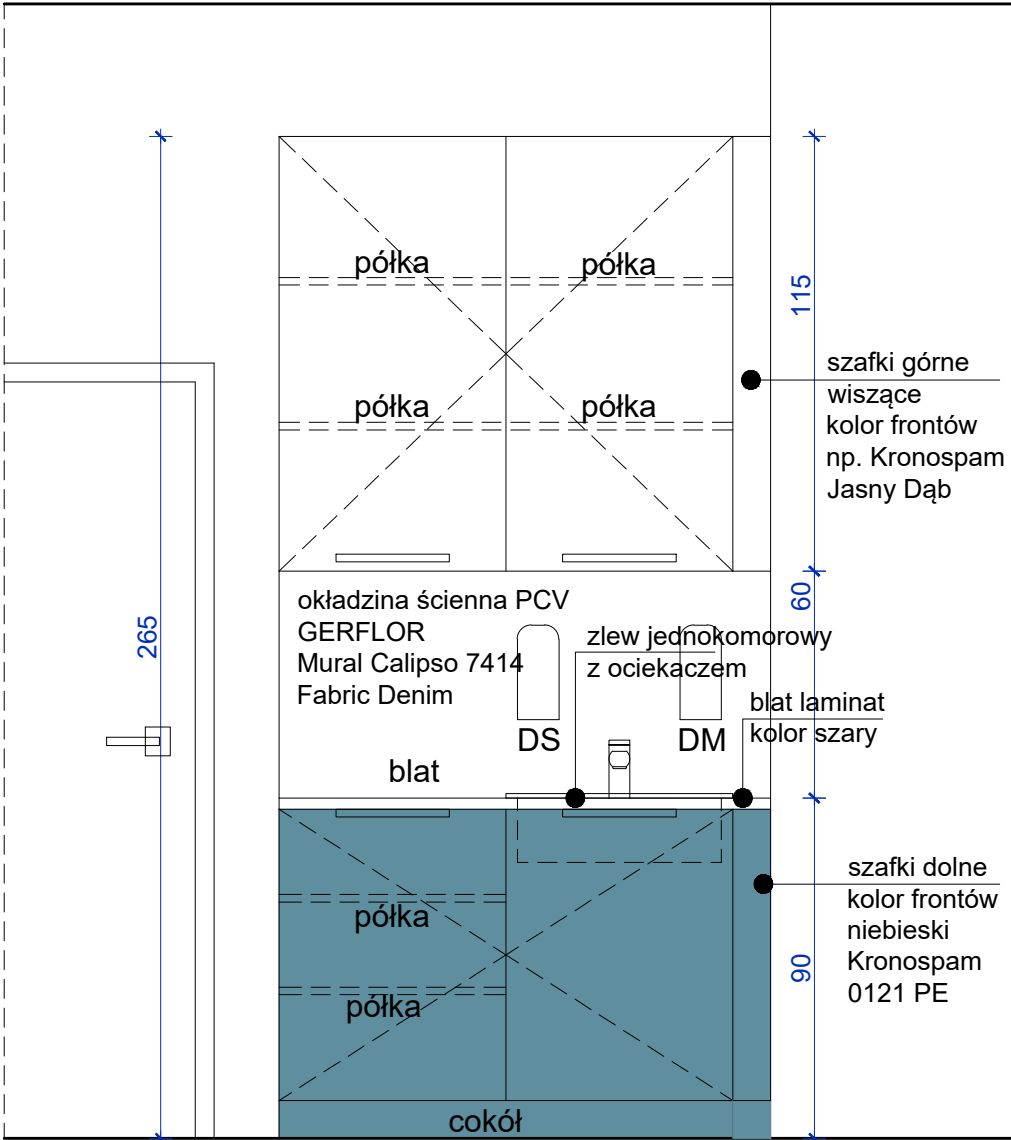 półka
półka
115
szafki górne
wiszące
kolor frontów
np. Kronospam
Jasny Dąb
półka
półka
265
60
okładzina ścienna PCV
GERFLOR
Mural Calipso 7414
Fabric Denim
zlew jednokomorowy
z ociekaczem
blat laminat
kolor szary
DS
DM
blat
szafki dolne
kolor frontów
niebieski
Kronospam
0121 PE
półka
90
półka
cokół